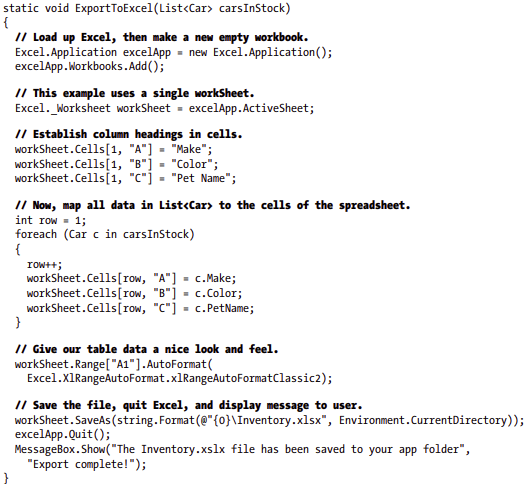 static void ExportToExcel(List<Car> carsInStock)
{
// Load up Excel, then make a new empty workbook.
Excel.Application excelApp = new Excel.Application();
excelApp.Workbooks.Add();
// This example uses a single workSheet.
Excel._Worksheet workSheet = excelApp.ActiveSheet;
// Establish column headings in cells.
workSheet.Cells[1, "A"] = "Make";
workSheet.Cells[1, "B"] = "Color";
workSheet.Cells[1, "C"] = "Pet Name";
// Now, map all data in List<Car> to the cells of the spreadsheet.
int row = 1;
foreach (Car c in carsInStock)
{
row++;
workSheet.Cells[row, "A"] = c.Make;
workSheet.Cells[row, "B"] = c.Color;
workSheet.Cells[row, "C"] = c.PetName;
}
// Give our table data a nice look and feel.
workSheet.Range["A1"].AutoFormat(
Excel.XlRangeAutoFormat.xlRangeAutoFormatClassic2);
// Save the file, quit Excel, and display message to user.
workSheet.SaveAs(string.Format(@"{0}\Inventory.xlsx", Environment.CurrentDirectory));
excelApp.Quit();
MessageBox.Show("The Inventory.xslx file has been saved to your app folder",
"Export complete!");
}